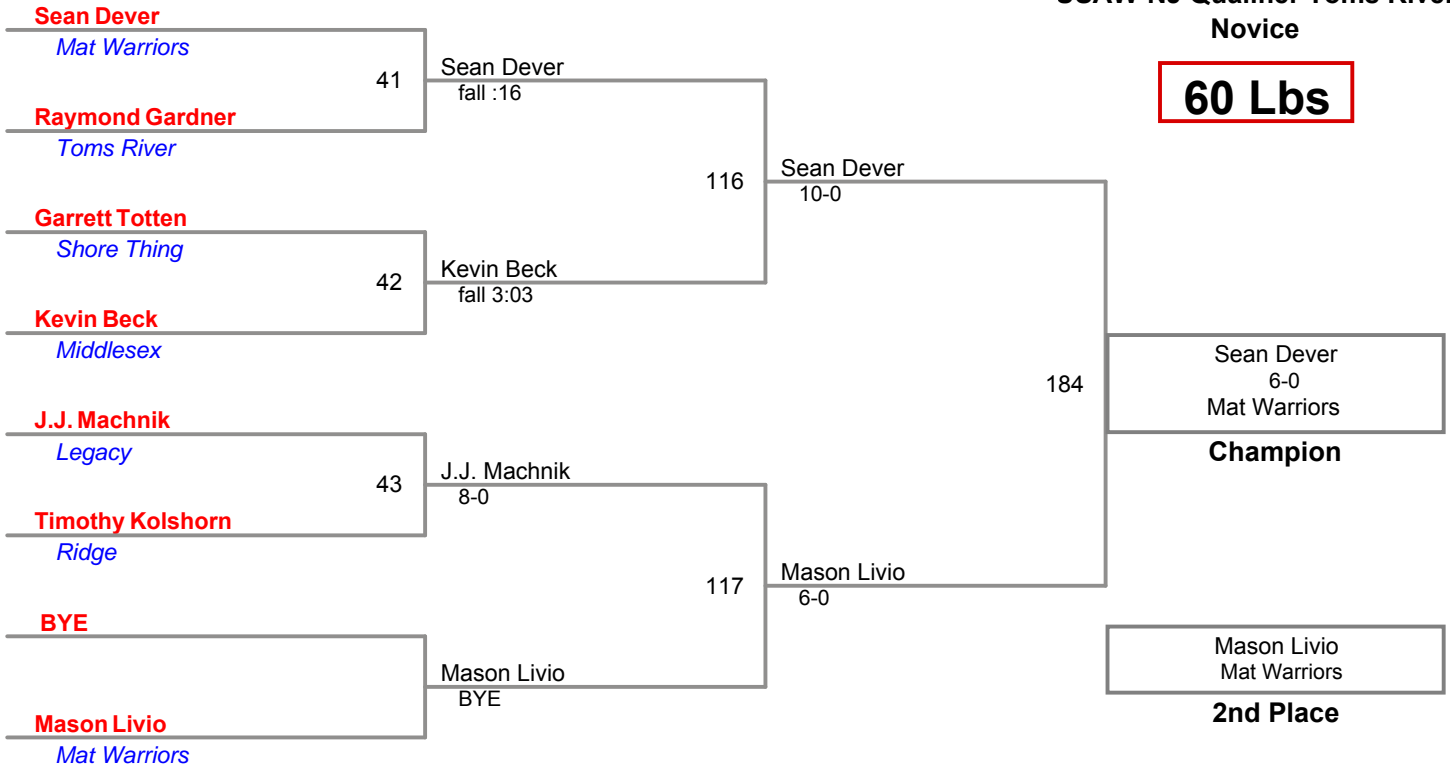 Sean Dever
Mat Warriors
41
Raymond Gardner
Toms River
Sean Dever
fall :16
Garrett Totten
Shore Thing
42
Kevin Beck
Middlesex
Kevin Beck
fall 3:03
116
Sean Dever
10-0
J.J. Machnik
Legacy
43
Timothy Kolshorn
Ridge
J.J. Machnik
8-0
BYE
Mason Livio
Mat Warriors
Mason Livio
BYE
117
Mason Livio
6-0
184
Novice
60 Lbs
Sean Dever
6-0
Mat Warriors
Champion
Mason Livio
Mat Warriors
2nd Place